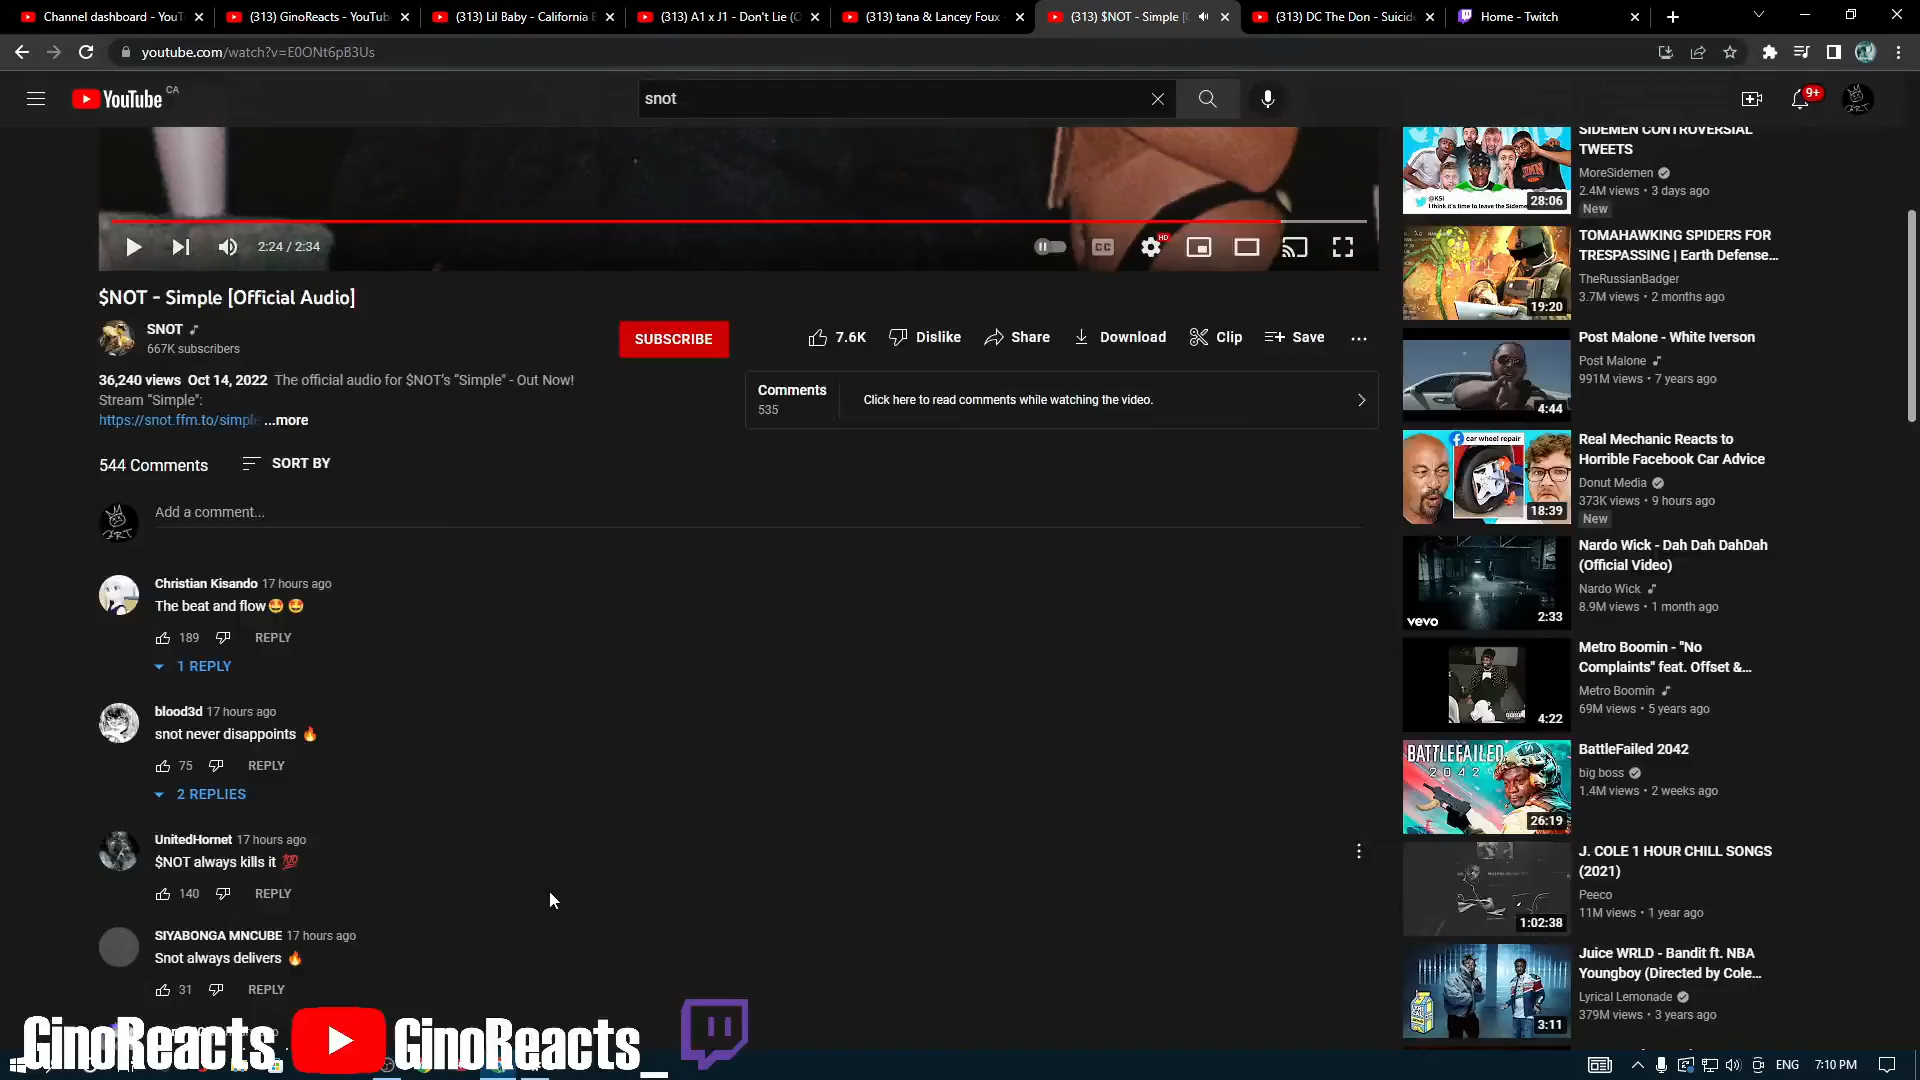 Channel dashboard - YouT
(313) GinoReacts - YouTub
(313) Lil Baby - California B
(313) A1 x J1 - Don't Lie (O
(313) tana & Lancey Foux -
(313) $NOT - Simple [
(313) DC The Don - Suicid
Home - Twitch
youtube.com/watch?v=E0ONt6pB3Us
YouTube CA
snot
9+
2:24 / 2:34
CC
HD
$NOT - Simple [Official Audio]
SNOT
667K subscribers
SUBSCRIBE
7.6K
Dislike
Share
Download
Clip
Save
36,240 views Oct 14, 2022 The official audio for $NOT's “Simple” - Out Now!
Stream “Simple”:
https://snot.ffm.to/simple ...more
Comments
535
Click here to read comments while watching the video.
544 Comments
SORT BY
Add a comment...
Christian Kisando 17 hours ago
The beat and flow🤩 🤩
189 REPLY
1 REPLY
blood3d 17 hours ago
snot never disappoints 🔥
75 REPLY
2 REPLIES
UnitedHornet 17 hours ago
$NOT always kills it 💯
140 REPLY
SIYABONGA MNCUBE 17 hours ago
Snot always delivers 🔥
31 REPLY
GinoReacts
GinoReacts_
SIDEMEN CONTROVERSIAL
TWEETS
MoreSidemen
2.4M views • 3 days ago
New
@KSI
28:06
TOMAHAWKING SPIDERS FOR
TRESPASSING | Earth Defense...
TheRussianBadger
3.7M views • 2 months ago
19:20
Post Malone - White Iverson
Post Malone
991M views • 7 years ago
4:44
car wheel repair
Real Mechanic Reacts to
Horrible Facebook Car Advice
Donut Media
373K views • 9 hours ago
New
18:39
Nardo Wick - Dah Dah DahDah
(Official Video)
Nardo Wick
8.9M views • 1 month ago
vevo
2:33
Metro Boomin - "No
Complaints" feat. Offset &...
Metro Boomin
69M views • 5 years ago
4:22
BATTLEFAILED
2042
BattleFailed 2042
big boss
1.4M views • 2 weeks ago
26:19
J. COLE 1 HOUR CHILL SONGS
(2021)
Peeco
11M views • 1 year ago
1:02:38
Juice WRLD - Bandit ft. NBA
Youngboy (Directed by Cole...
Lyrical Lemonade
379M views • 3 years ago
3:11
ENG
7:10 PM